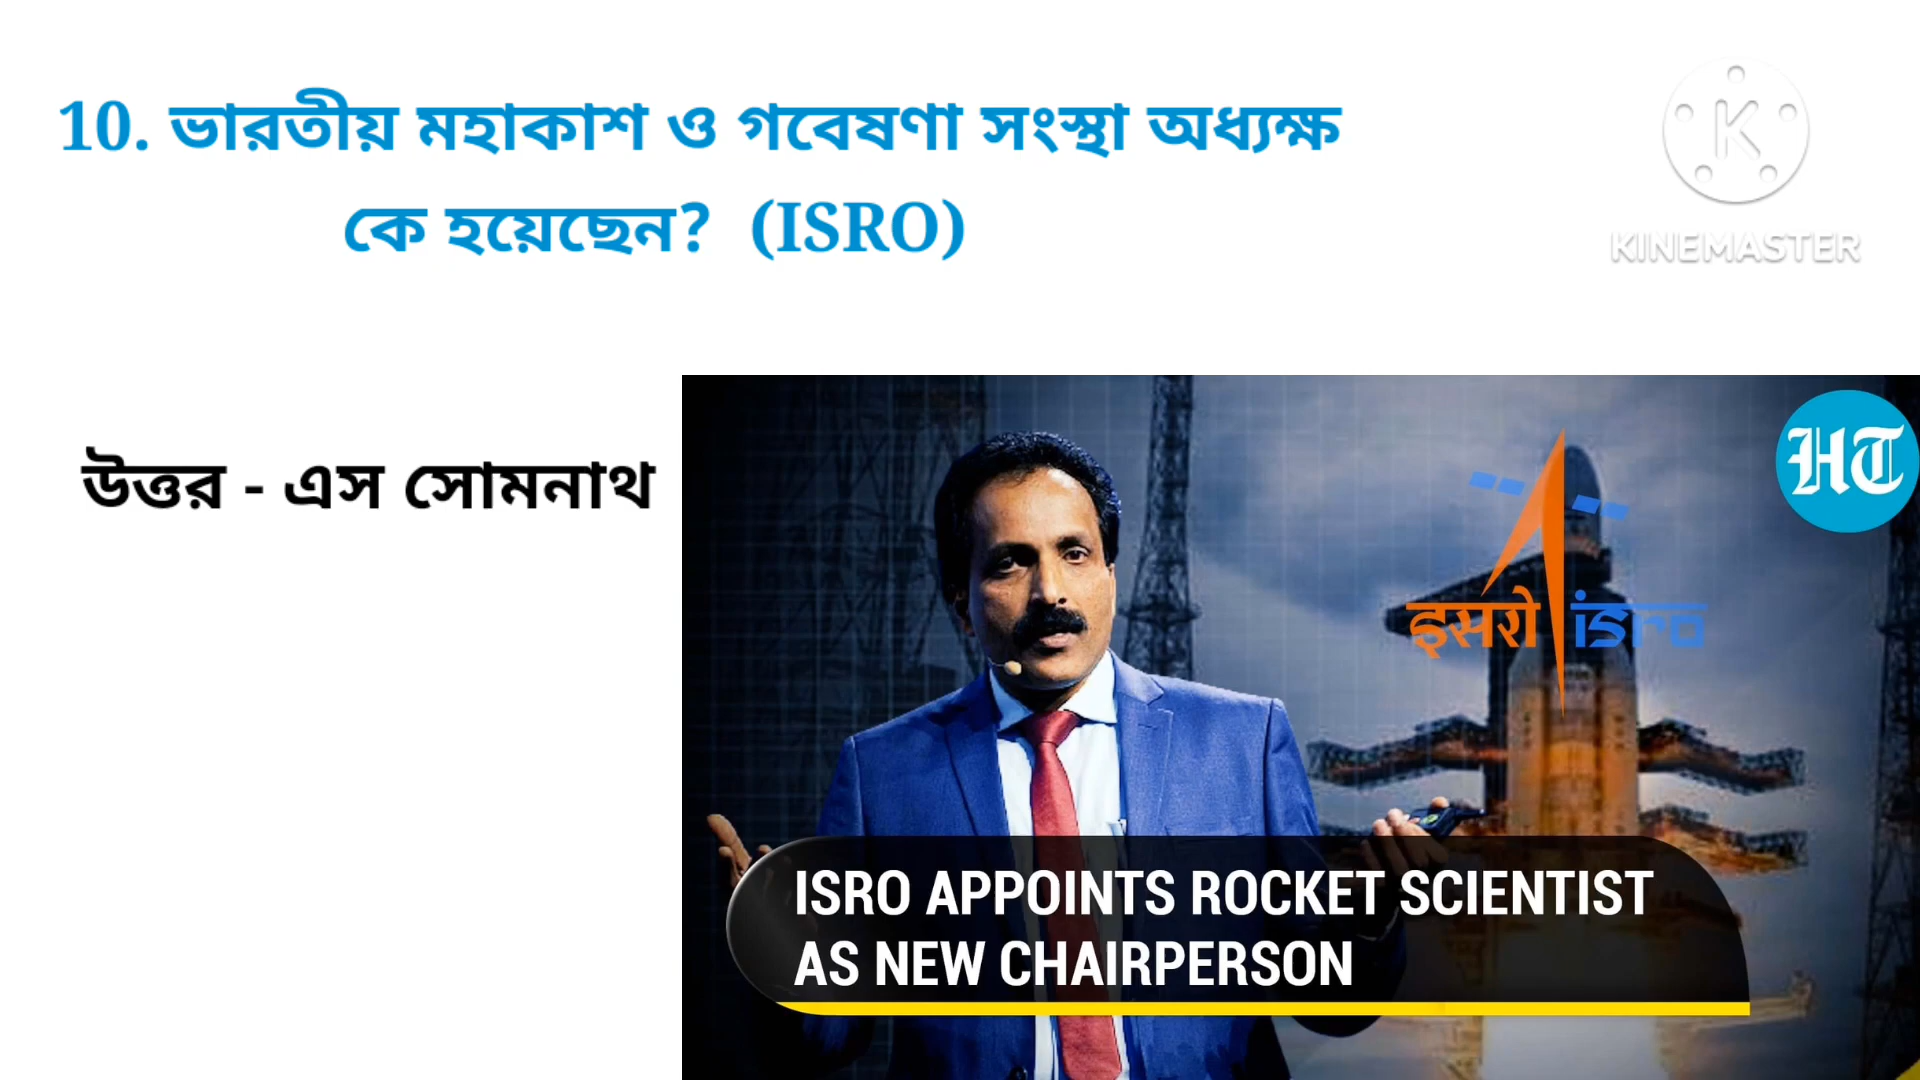 10. ভারতীয় মহাকাশ ও গবেষণা সংস্থা অধ্যক্ষ
কে হয়েছেন? (ISRO)
KINEMASTER
উত্তর - এস সোমনাথ
HT
इसरो isro
ISRO APPOINTS ROCKET SCIENTIST
AS NEW CHAIRPERSON